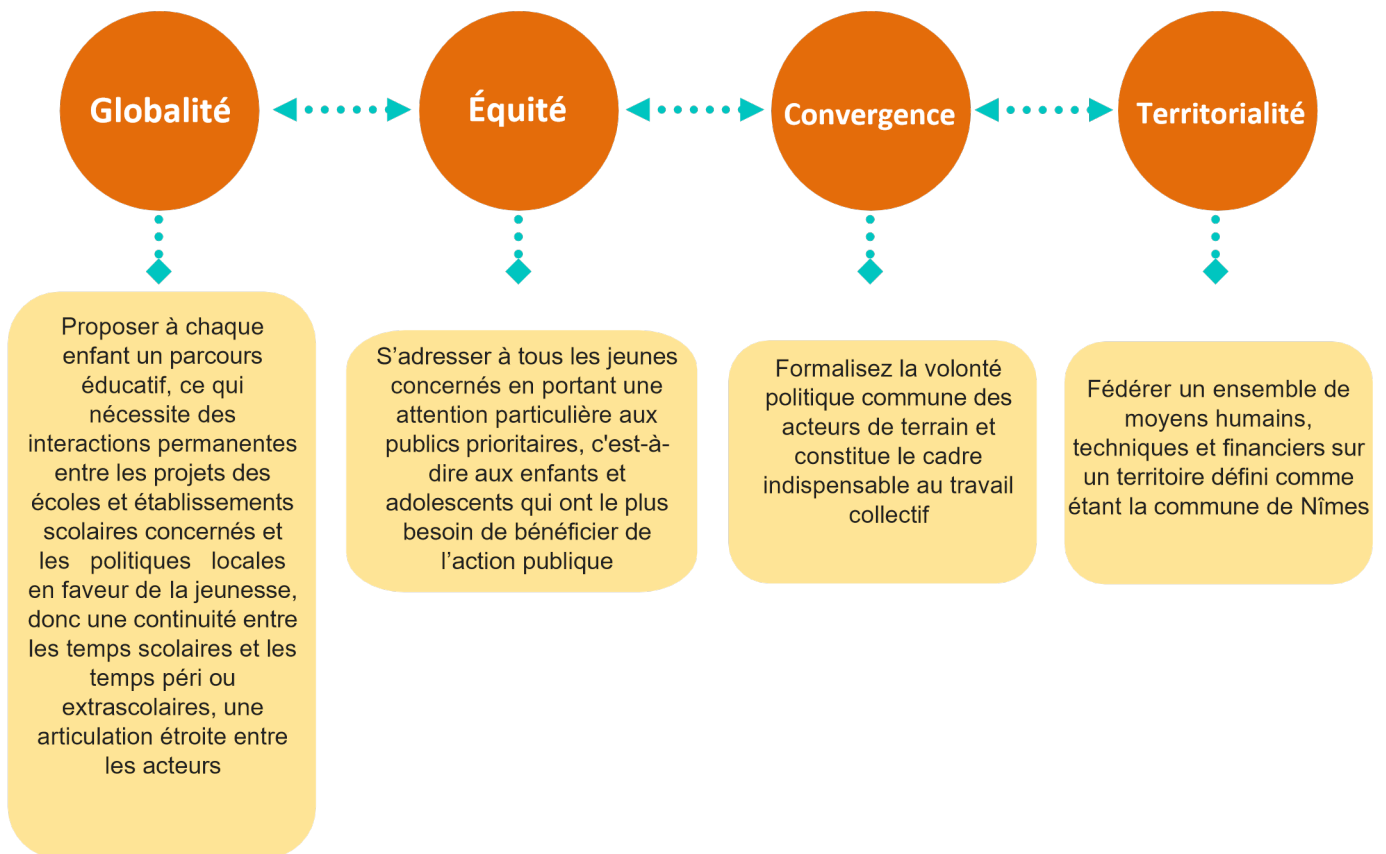 Globalité
Équité
Convergence
Territorialité
Proposer à chaque
enfant un parcours
éducatif, ce qui
nécessite des
interactions permanentes
entre les projets des
écoles et établissements
scolaires concernés et
les politiques locales
en faveur de la jeunesse,
donc une continuité entre
les temps scolaires et les
temps péri ou
extrascolaires, une
articulation étroite entre
les acteurs
S’adresser à tous les jeunes
concernés en portant une
attention particulière aux
publics prioritaires, c'est-à-
dire aux enfants et
adolescents qui ont le plus
besoin de bénéficier de
l’action publique
Formalisez la volonté
politique commune des
acteurs de terrain et
constitue le cadre
indispensable au travail
collectif
Fédérer un ensemble de
moyens humains,
techniques et financiers sur
un territoire défini comme
étant la commune de Nîmes